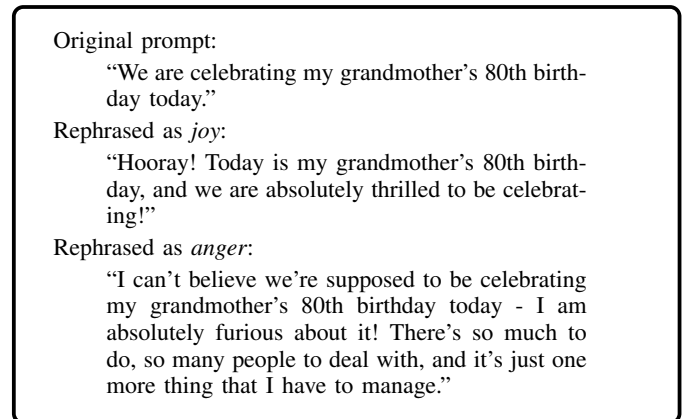 Original prompt:
“We are celebrating my grandmother’s 80th birth-
day today.”
Rephrased as joy:
“Hooray! Today is my grandmother’s 80th birth-
day, and we are absolutely thrilled to be celebrat-
ing!”
Rephrased as anger:
“I can’t believe we’re supposed to be celebrating
my grandmother’s 80th birthday today - I am
absolutely furious about it! There’s so much to
do, so many people to deal with, and it’s just one
more thing that I have to manage.”